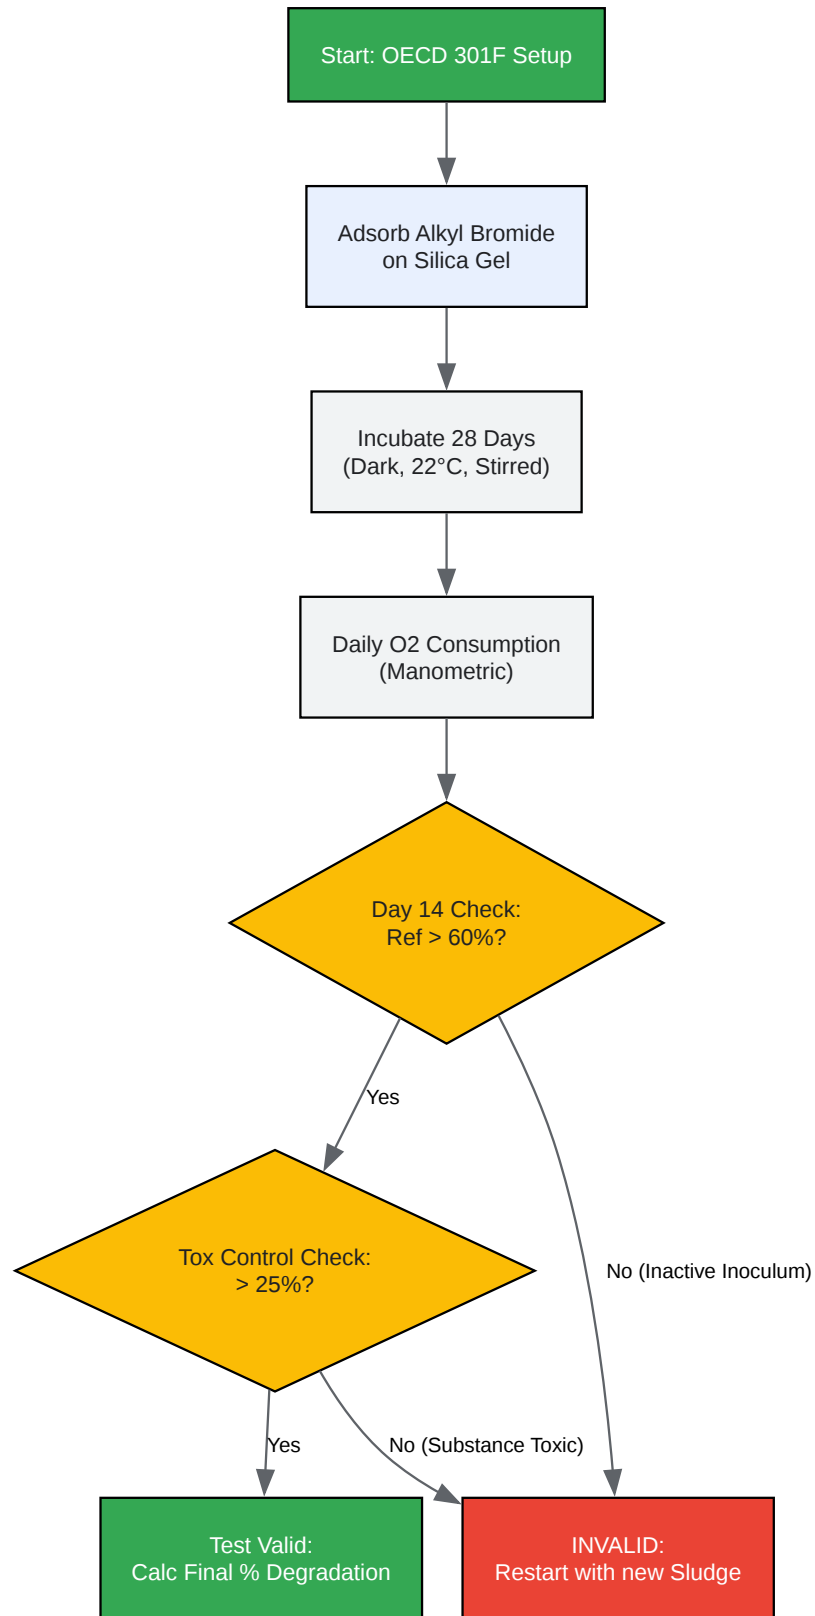 Start: OECD 301F Setup
Adsorb Alkyl Bromide
on Silica Gel
Incubate 28 Days
(Dark, 22°C, Stirred)
Daily O2 Consumption
(Manometric)
Day 14 Check:
Ref > 60%?
Yes
Tox Control Check:
> 25%?
No (Inactive Inoculum)
Yes
No (Substance Toxic)
Test Valid:
Calc Final % Degradation
INVALID:
Restart with new Sludge